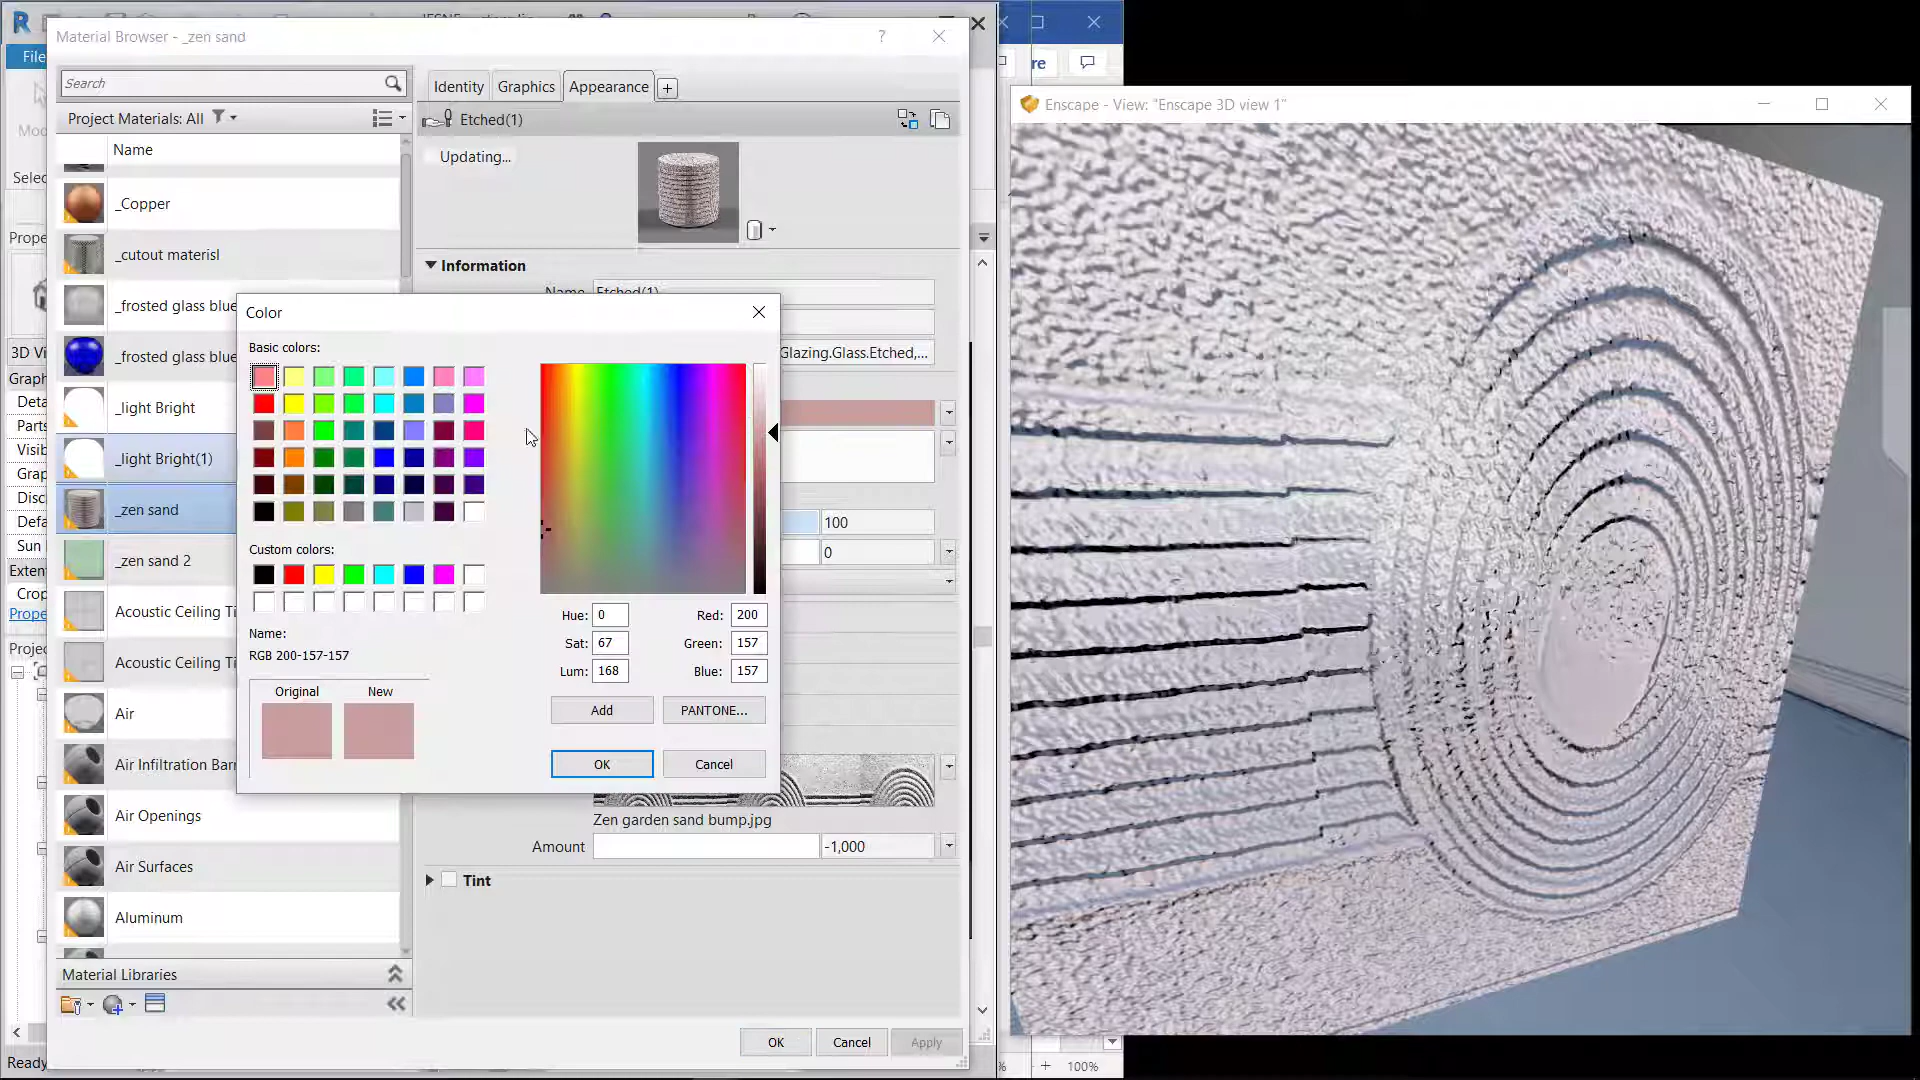 Material Browser - _zen sand
?
File
re
Search
Project Materials: All
Name
_Copper
_cutout materisl
_frosted glass blue
_frosted glass blue
_light Bright
_light Bright(1)
_zen sand
_zen sand 2
Acoustic Ceiling Ti
Acoustic Ceiling Ti
Air
Air Infiltration Barr
Air Openings
Air Surfaces
Aluminum
Material Libraries
Identity
Graphics
Appearance
+
Etched(1)
Updating...
Information
Name
Etched(1)
Glazing.Glass.Etched,...
100
0
Zen garden sand bump.jpg
Amount
-1,000
Tint
OK
Cancel
Apply
Color
Basic colors:
Custom colors:
Name:
RGB 200-157-157
Original
New
Hue: 0
Sat: 67
Lum: 168
Red: 200
Green: 157
Blue: 157
Add
PANTONE...
OK
Cancel
Enscape - View: "Enscape 3D view 1"
Mo
Selec
Prope
3D Vi
Graph
Deta
Parts
Visib
Grap
Disc
Defa
Sun
Exten
Crop
Prope
Projec
Ready
%
+ 100%